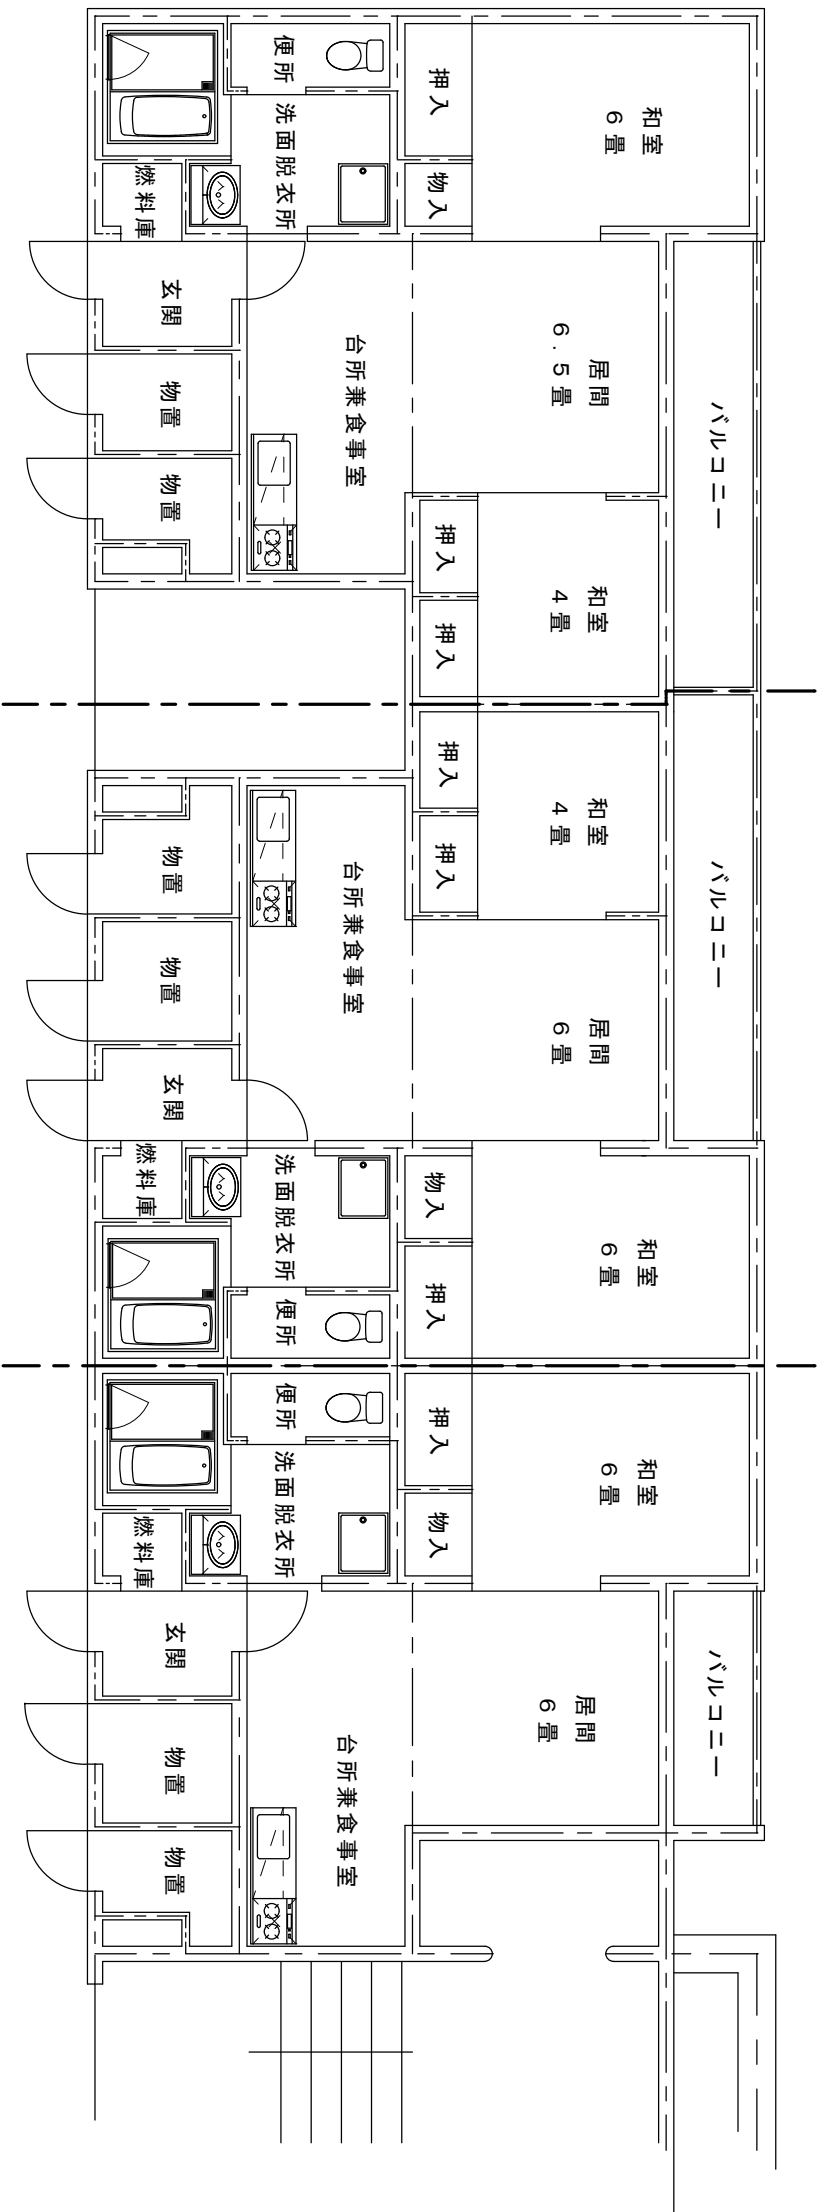 便所
押入
和室
6畳
洗面脱衣所
物入
燃料庫
玄関
台所兼食事室
居間
6.5畳
バルコニー
物置
物置
押入
和室
4畳
押入
押入
和室
4畳
押入
物置
台所兼食事室
バルコニー
物置
居間
6畳
玄関
燃料庫
洗面脱衣所
物入
和室
6畳
便所
押入
便所
押入
和室
6畳
洗面脱衣所
物入
燃料庫
玄関
居間
6畳
バルコニー
物置
台所兼食事室
物置